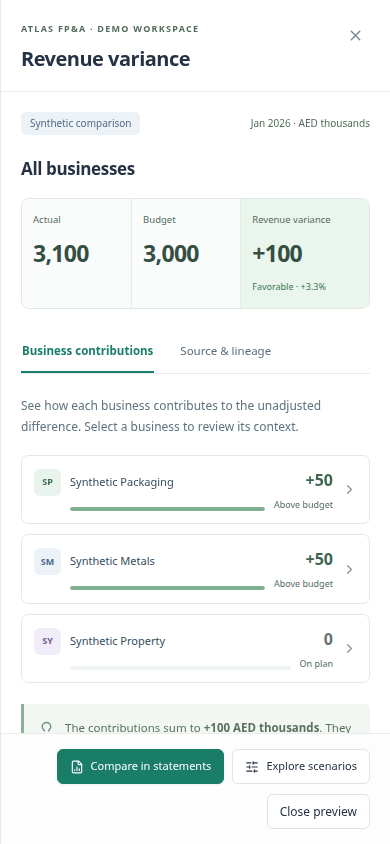 ATLAS FP&A · DEMO WORKSPACE
Revenue variance
Synthetic comparison
Jan 2026 · AED thousands
All businesses
Actual
Budget
Revenue variance
3,100
3,000
+100
Favorable · +3.3%
Business contributions
Source & lineage
See how each business contributes to the unadjusted
difference. Select a business to review its context.
SP
Synthetic Packaging
+50
Above budget
SM
Synthetic Metals
+50
Above budget
SY
Synthetic Property
0
On plan
The contributions sum to +100 AED thousands. They
Compare in statements
Explore scenarios
Close preview